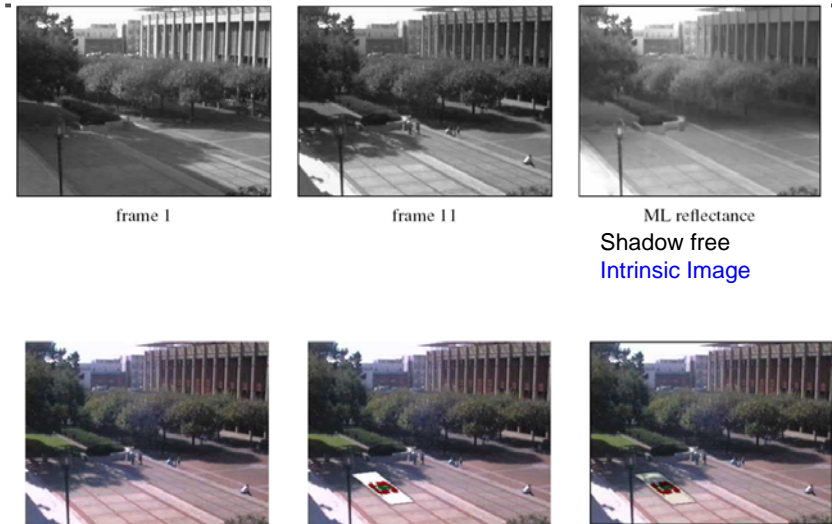 frame 1
frame 11
ML reflectance
Shadow free
Intrinsic Image